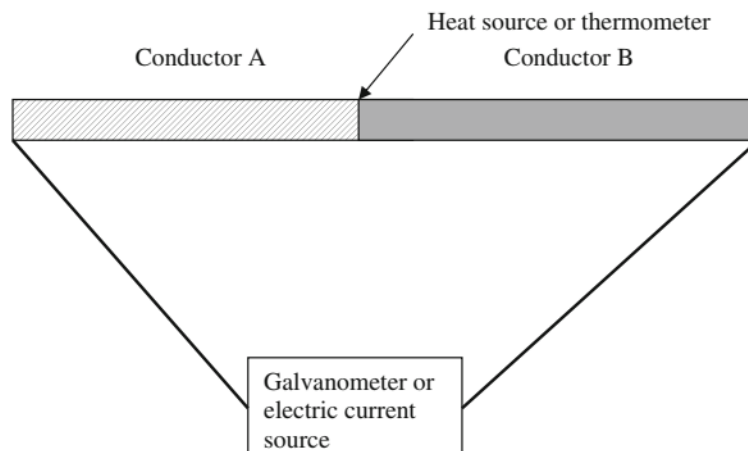 Heat source or thermometer
Conductor A
Conductor B
Galvanometer or
electric current
source